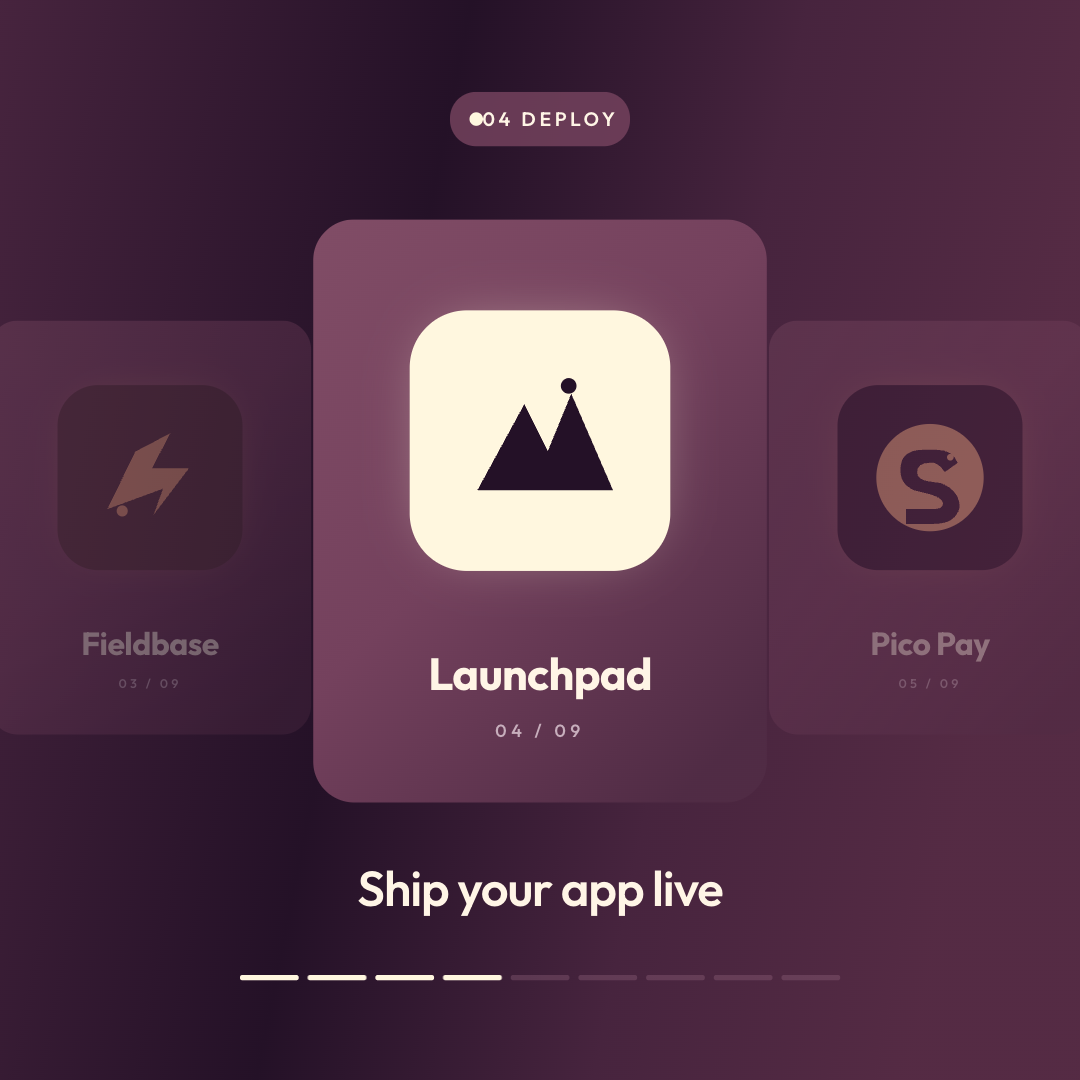 04 DEPLOY
Fieldbase
03 / 09
Launchpad
04 / 09
S
Pico Pay
05 / 09
Ship your app live